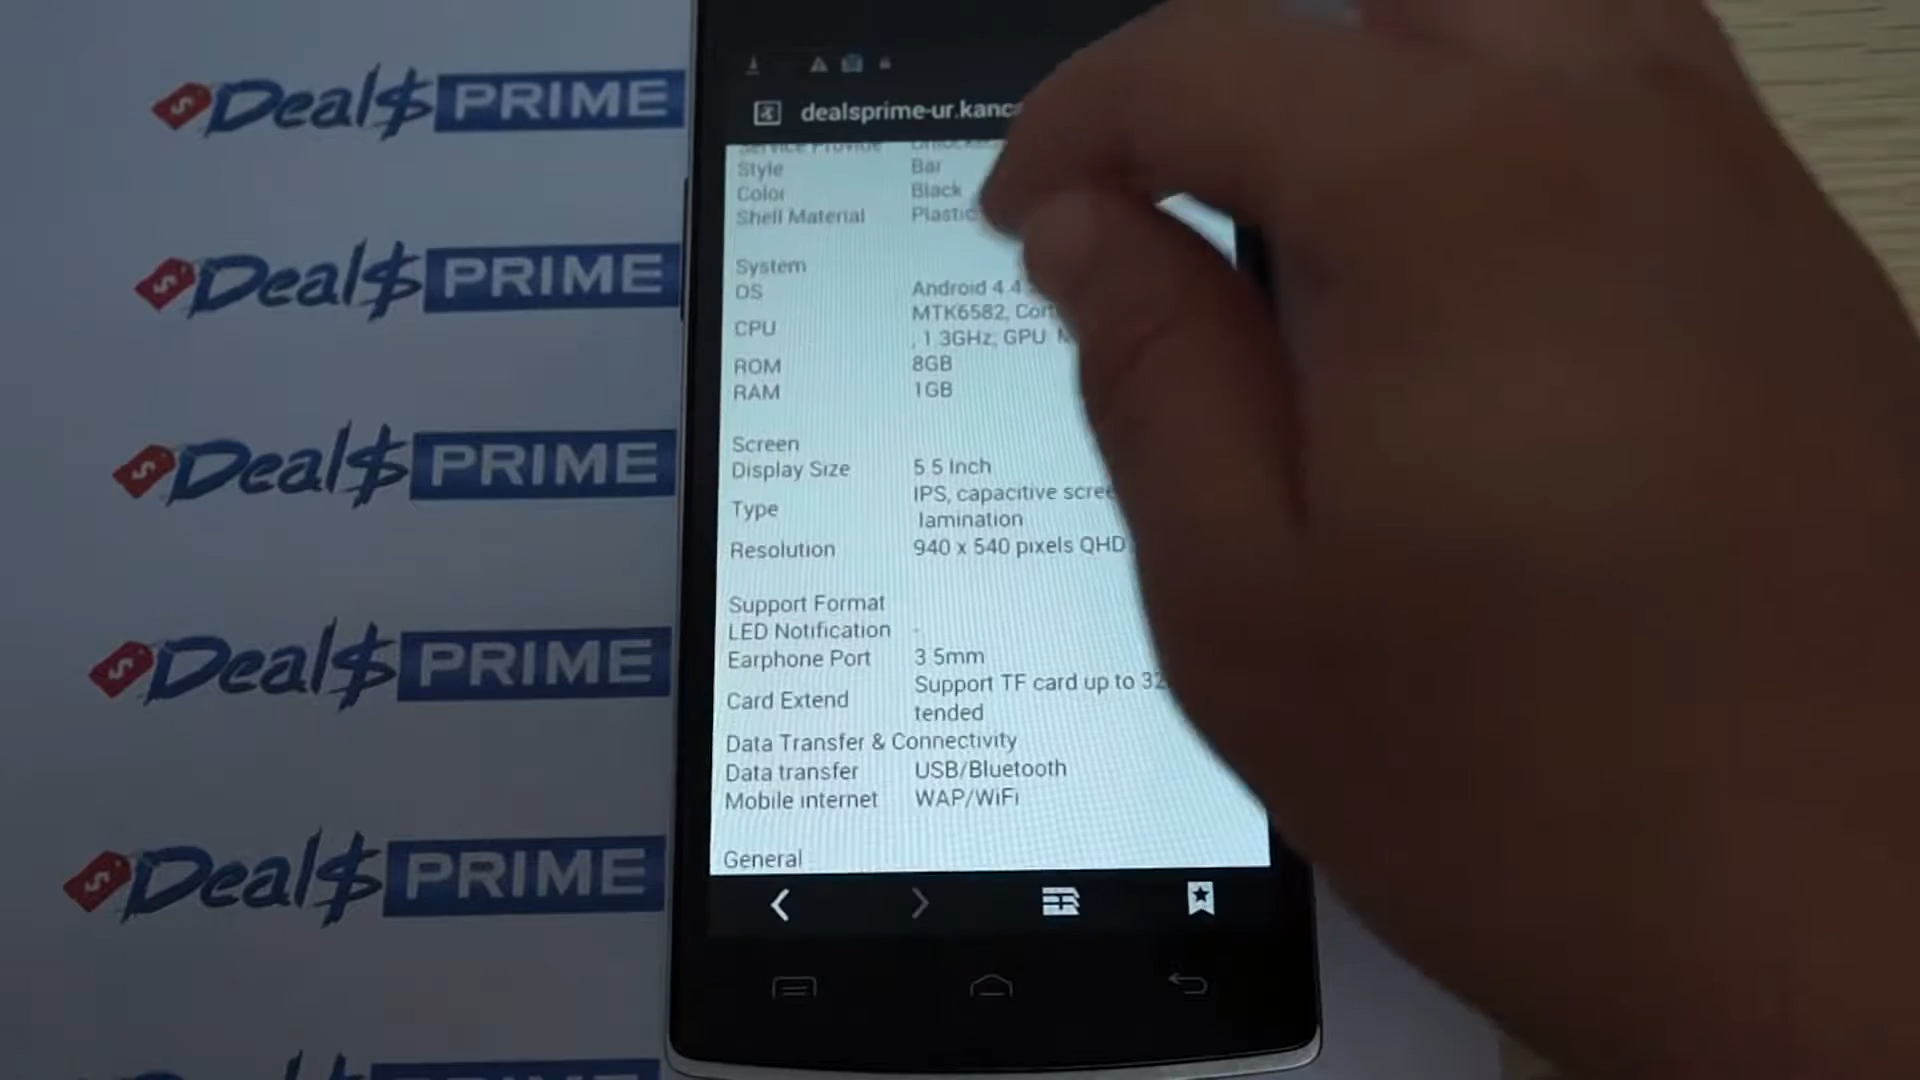 Deal$ PRIME
Deal$ PRIME
Deal$ PRIME
Deal$ PRIME
Deal$ PRIME
dealsprime-ur.kanc
Service Provide
Style Bar
Color Black
Shell Material Plastic
System
OS Android 4.4
CPU MTK6582, Cort
, 1.3GHz, GPU M
ROM 8GB
RAM 1GB
Screen
Display Size 5.5 Inch
Type IPS, capacitive scree
lamination
Resolution 940 x 540 pixels QHD
Support Format
LED Notification -
Earphone Port 3.5mm
Card Extend Support TF card up to 32
tended
Data Transfer & Connectivity
Data transfer USB/Bluetooth
Mobile internet WAP/WiFi
General